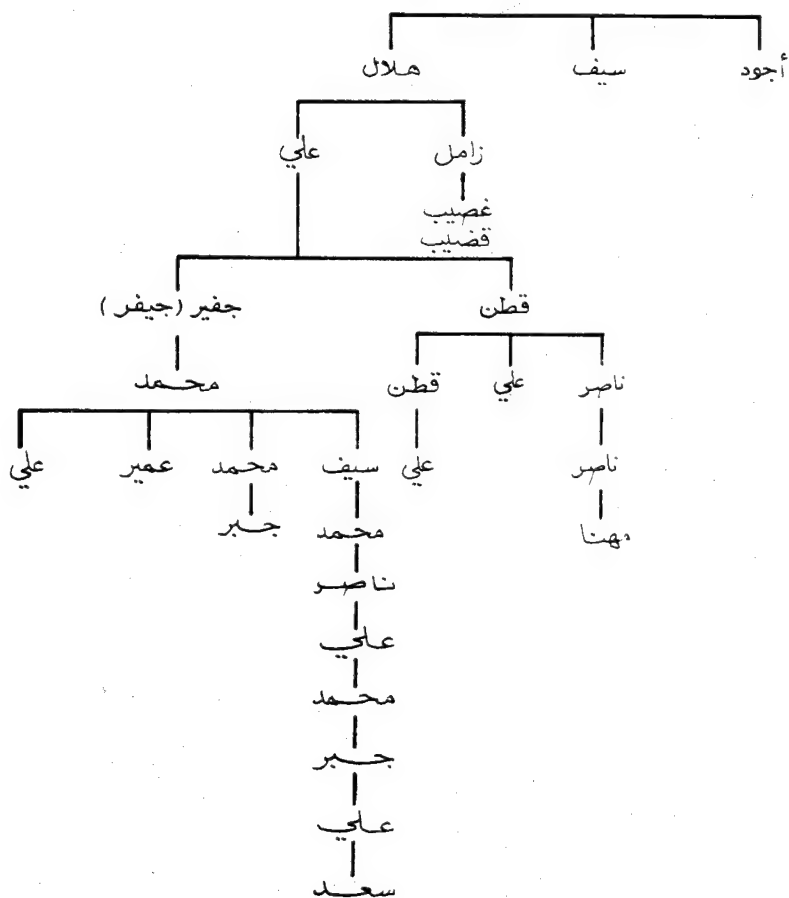 أجود سيف هلال
زامل علي
غصيب
قضيب
قطن جفير (جيفر)
ناصر علي قطن محمد
ناصر علي سيف محمد عمير علي
مهنا محمد جبر
ناصر
علي
محمد
جبر
علي
سعد